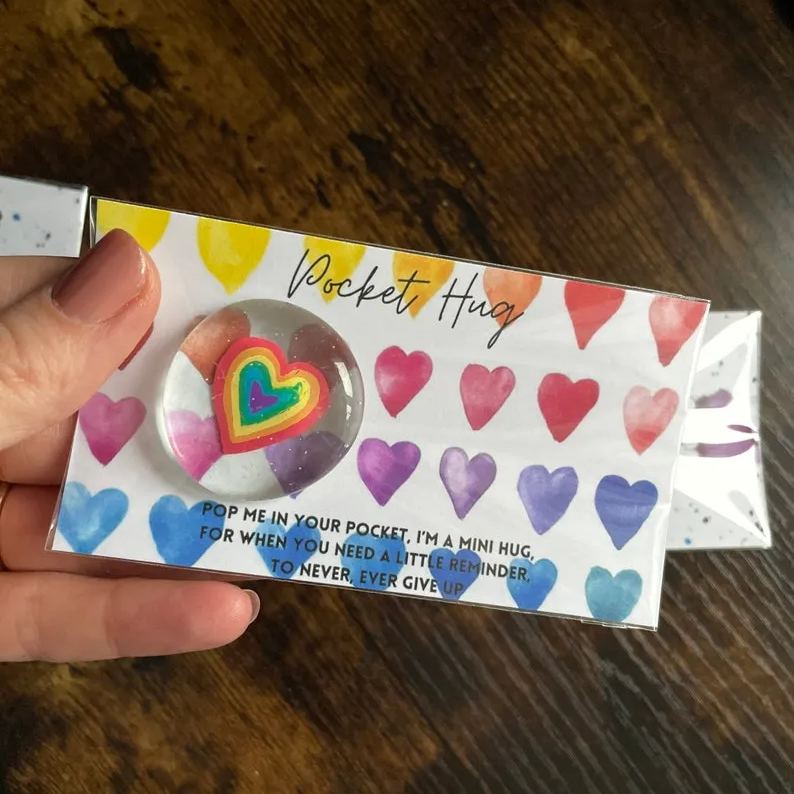 Pocket Hug
POP ME IN YOUR POCKET, I'M A MINI HUG,
FOR WHEN YOU NEED A LITTLE REMINDER,
TO NEVER, EVER GIVE UP